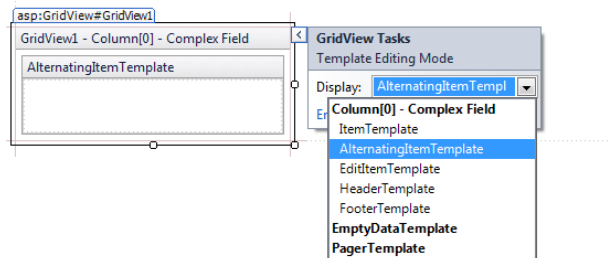 asp:GridView#GridView1
GridView1 - Column[0] - Complex Field
AlternatingItemTemplate
GridView Tasks
Template Editing Mode
Display: AlternatingItemTempl
Column[0] - Complex Field
ItemTemplate
AlternatingItemTemplate
EditItemTemplate
HeaderTemplate
FooterTemplate
EmptyDataTemplate
PagerTemplate